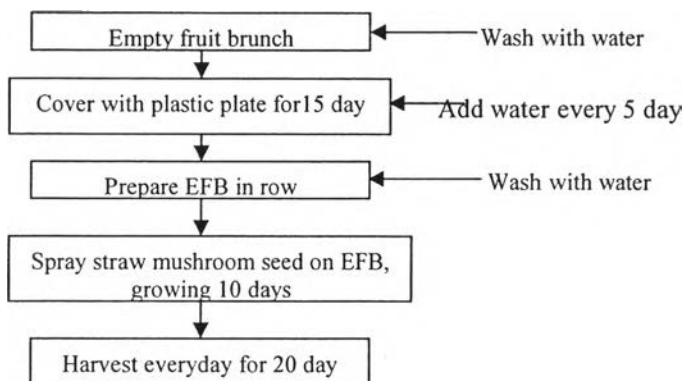 Empty fruit brunch
Wash with water
Cover with plastic plate for15 day
Add water every 5 day
Prepare EFB in row
Wash with water
Spray straw mushroom seed on EFB,
growing 10 days
Harvest everyday for 20 day